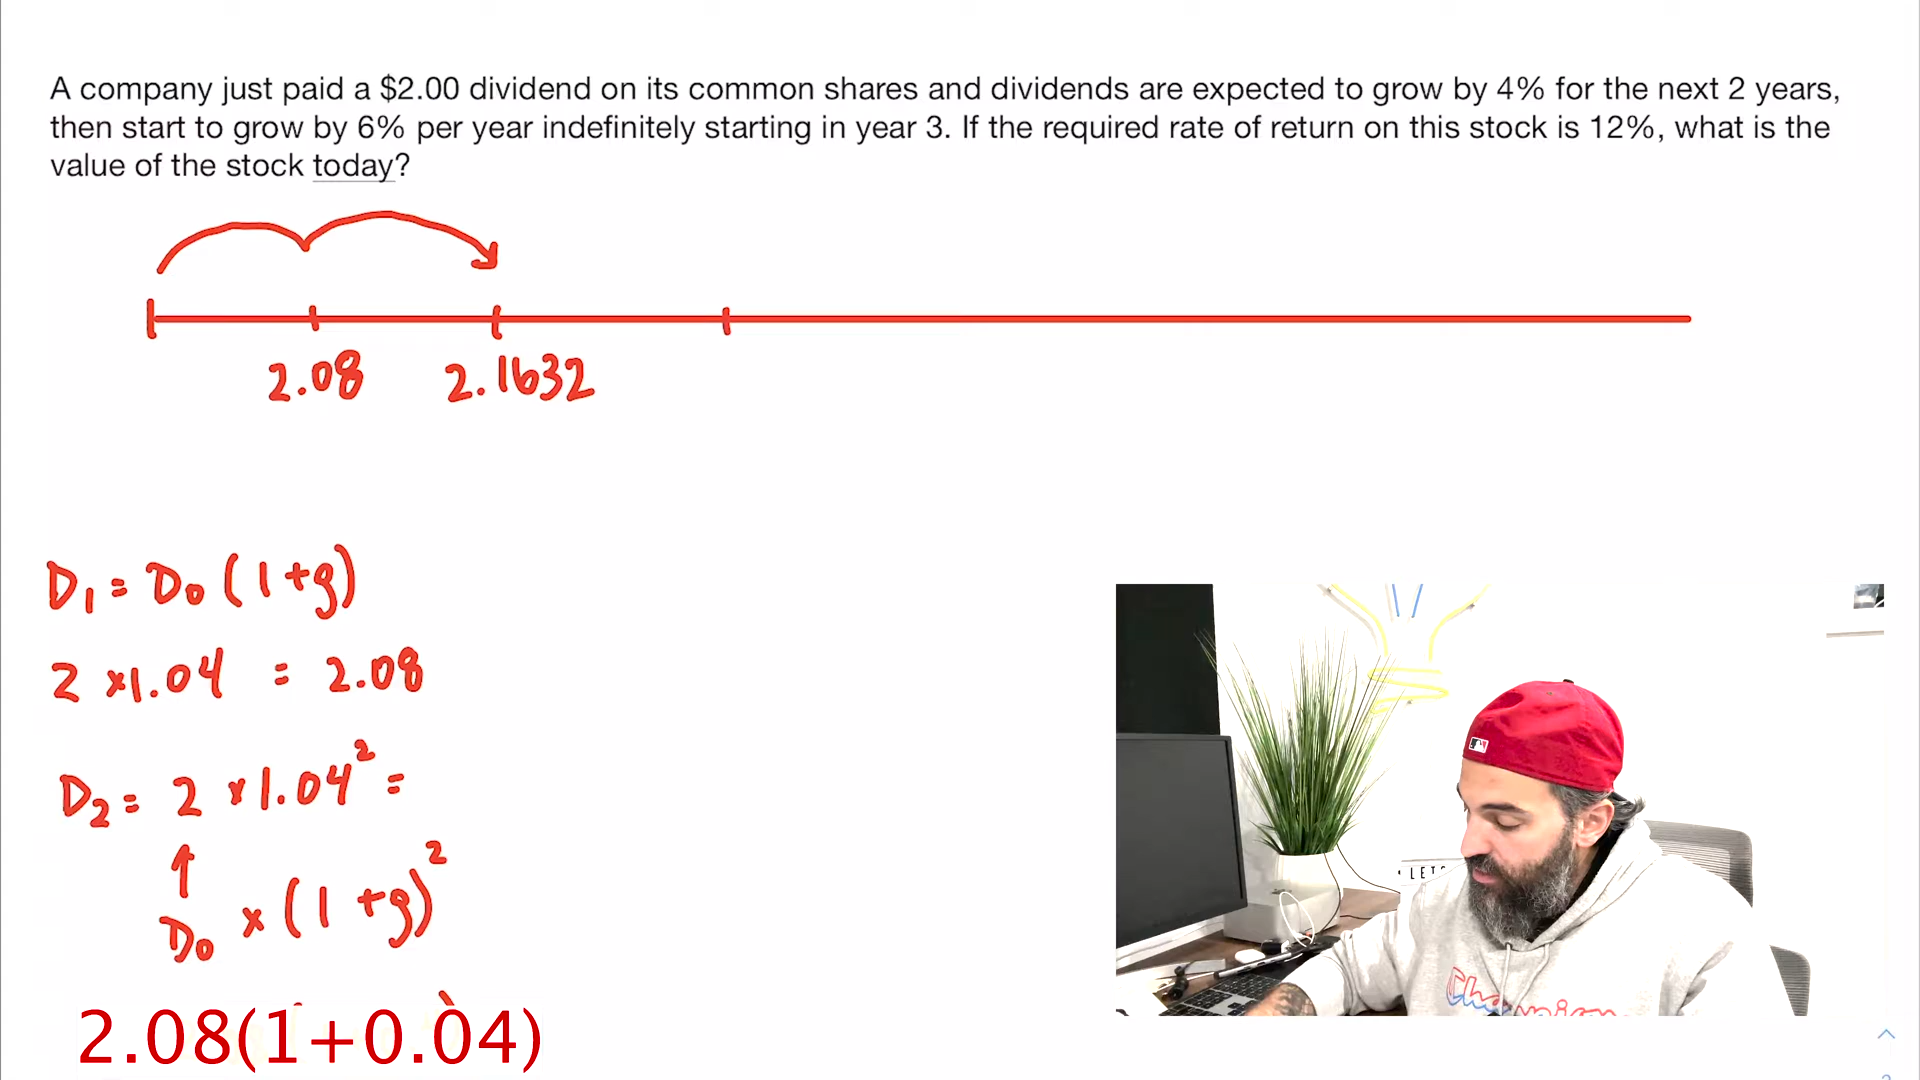 A company just paid a $2.00 dividend on its common shares and dividends are expected to grow by 4% for the next 2 years,
then start to grow by 6% per year indefinitely starting in year 3. If the required rate of return on this stock is 12%, what is the
value of the stock today?
2.08 2.1632
D₁ = D₀ (1+g)
2 ×1.04 = 2.08
D₂ = 2 ×1.04² =
↑
D₀ × (1+g)²
2.08(1+0.04)
LETS